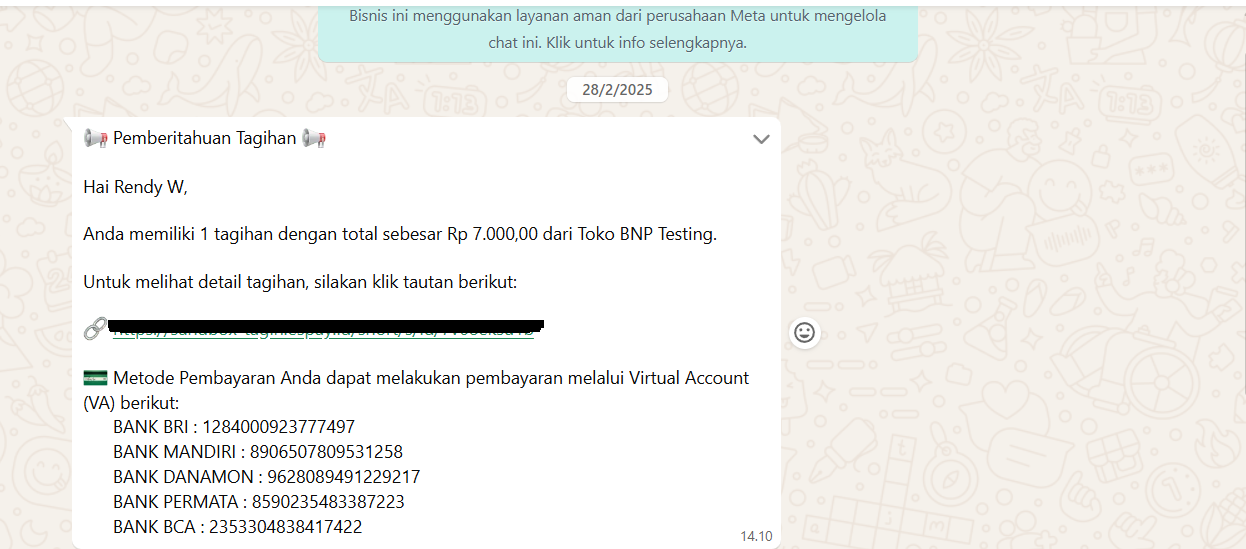 Bisnis ini menggunakan layanan aman dari perusahaan Meta untuk mengelola
chat ini. Klik untuk info selengkapnya.
28/2/2025
Pemberitahuan Tagihan
Hai Rendy W,
Anda memiliki 1 tagihan dengan total sebesar Rp 7.000,00 dari Toko BNP Testing.
Untuk melihat detail tagihan, silakan klik tautan berikut:
Metode Pembayaran Anda dapat melakukan pembayaran melalui Virtual Account
(VA) berikut:
BANK BRI : 1284000923777497
BANK MANDIRI : 8906507809531258
BANK DANAMON : 9628089491229217
BANK PERMATA : 8590235483387223
BANK BCA : 2353304838417422
14.10